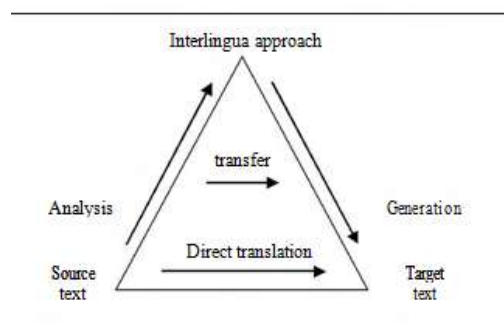 Interlingua approach
transfer
Analysis
Generation
Direct translation
Source
text
Target
text